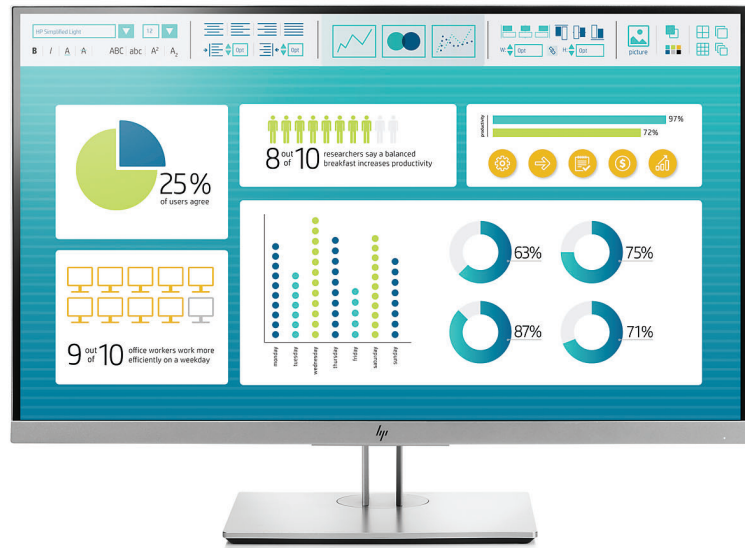 HP Simplified Light
12
B I A A ABC abc A² A₂
0pt
0pt
W: 0pt
H: 0pt
picture
25%
of users agree
8 out of 10 researchers say a balanced
breakfast increases productivity
productivity
97%
72%
9 out of 10 office workers work more
efficiently on a weekday
monday
tuesday
wednesday
thursday
friday
saturday
sunday
63%
75%
87%
71%
hp